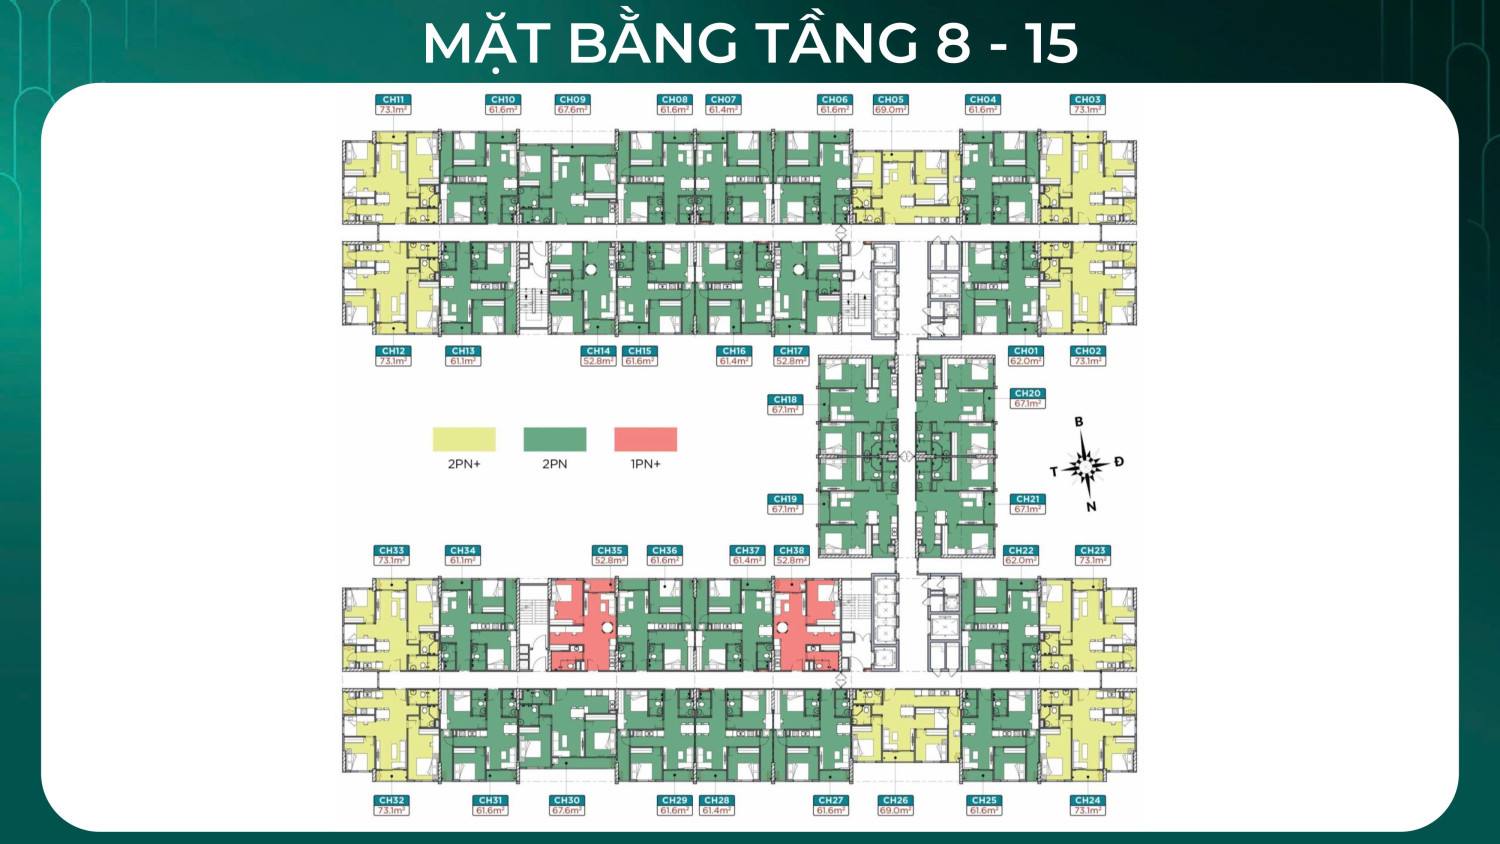 MẶT BẰNG TẦNG 8 - 15
CH11
73.1m²
CH10
61.6m²
CH09
67.6m²
CH08
61.6m²
CH07
61.4m²
CH06
61.6m²
CH05
69.0m²
CH04
61.6m²
CH03
73.1m²
CH12
73.1m²
CH13
61.1m²
CH14
52.8m²
CH15
61.6m²
CH16
61.4m²
CH17
52.8m²
CH01
62.0m²
CH02
73.1m²
CH18
67.1m²
CH20
67.1m²
2PN+
2PN
1PN+
B
T
Đ
N
CH19
67.1m²
CH21
67.1m²
CH33
73.1m²
CH34
61.1m²
CH35
52.8m²
CH36
61.6m²
CH37
61.4m²
CH38
52.8m²
CH22
62.0m²
CH23
73.1m²
CH32
73.1m²
CH31
61.6m²
CH30
67.6m²
CH29
61.6m²
CH28
61.4m²
CH27
61.6m²
CH26
69.0m²
CH25
61.6m²
CH24
73.1m²